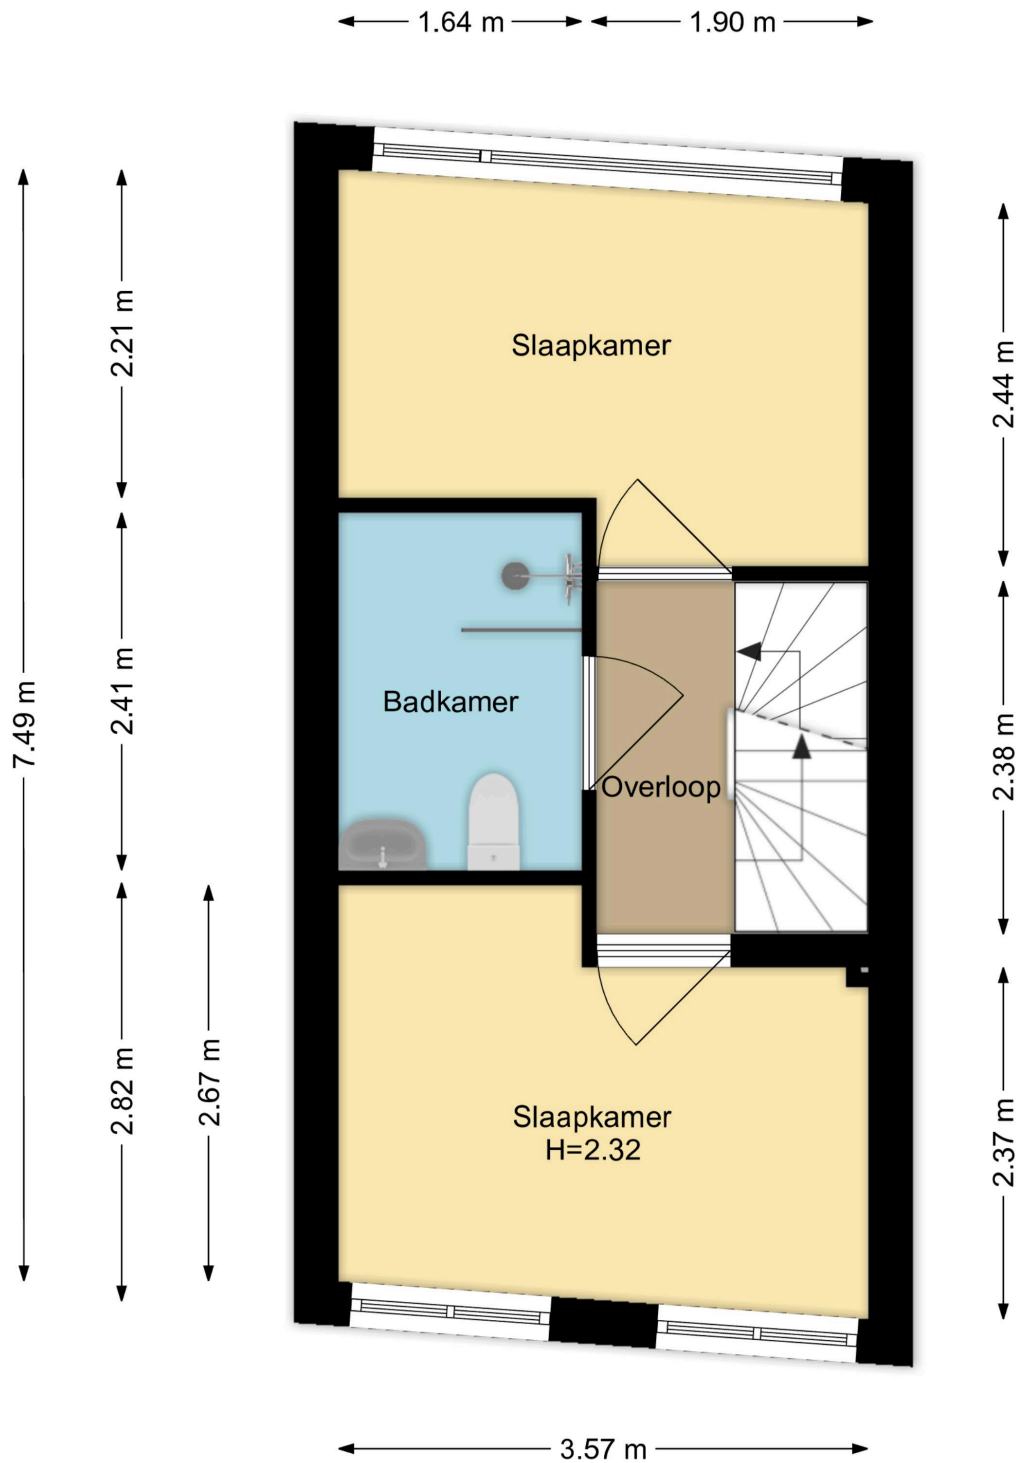 1.64 m
1.90 m
2.21 m
Slaapkamer
2.44 m
7.49 m
2.41 m
Badkamer
Overloop
2.38 m
2.82 m
2.67 m
Slaapkamer
H=2.32
2.37 m
3.57 m